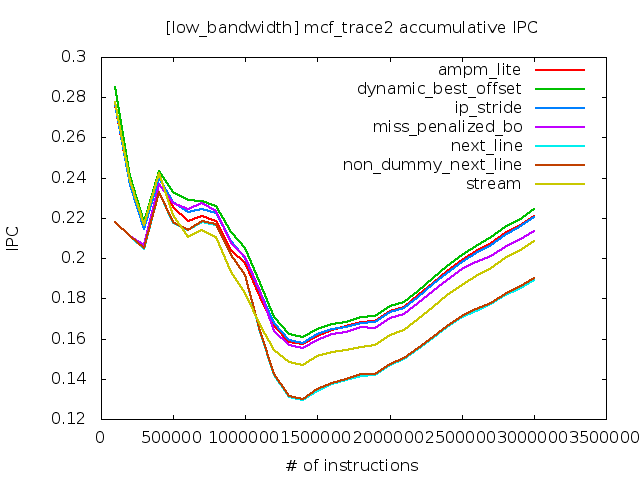 [low_bandwidth] mcf_trace2 accumulative IPC
0.3
0.28
0.26
0.24
0.22
0.2
0.18
0.16
0.14
0.12
IPC
ampm_lite
dynamic_best_offset
ip_stride
miss_penalized_bo
next_line
non_dummy_next_line
stream
0 500000 1000000 1500000 2000000 2500000 3000000 3500000
# of instructions